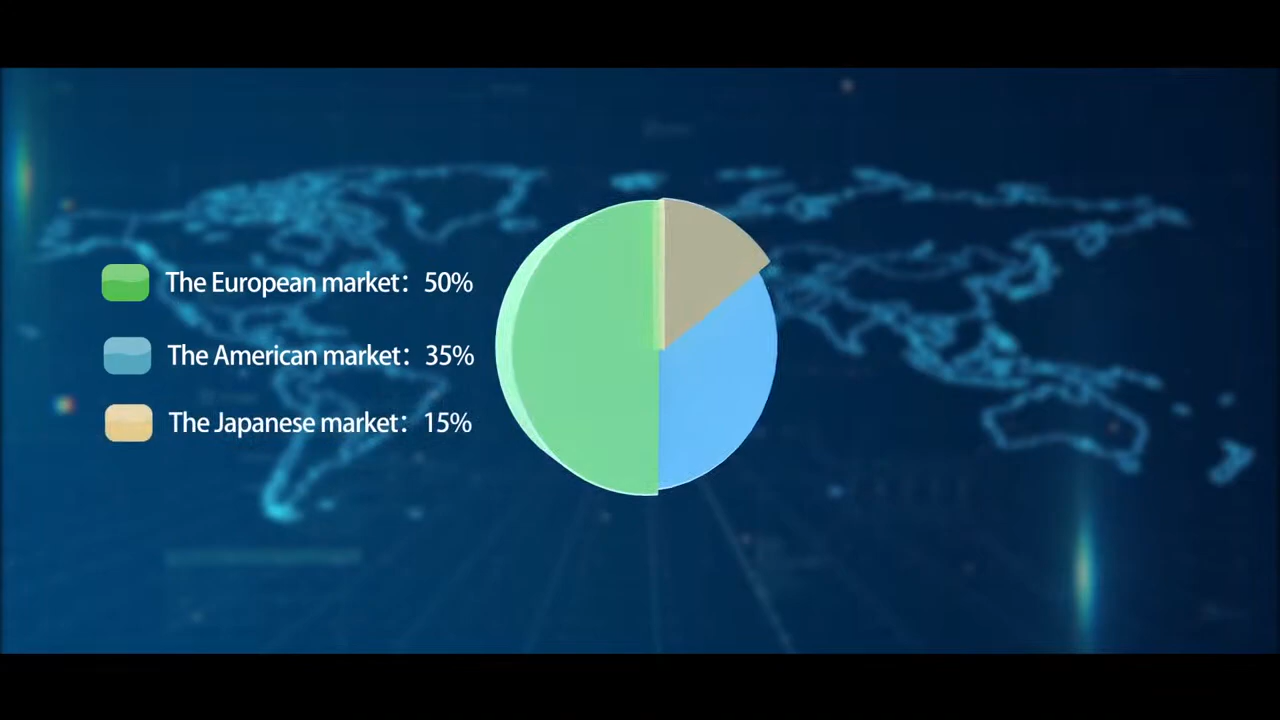 The European market： 50%
The American market： 35%
The Japanese market： 15%